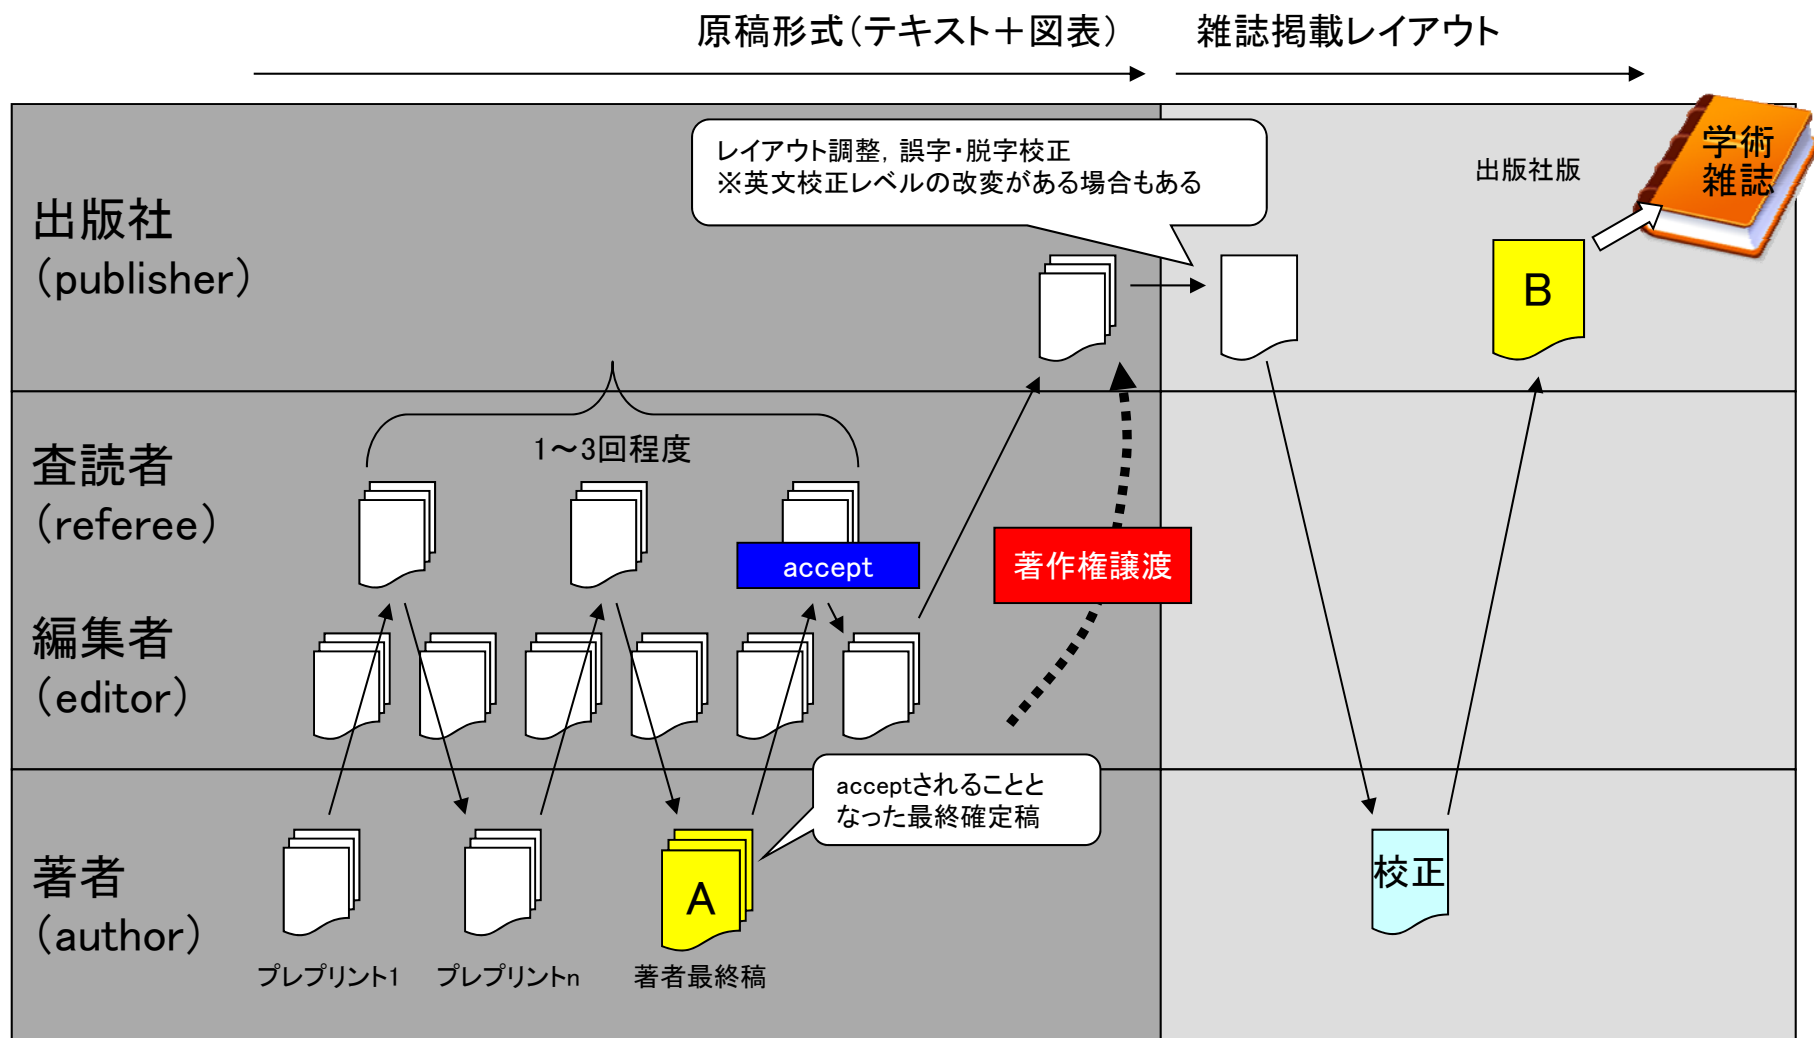 原稿形式(テキスト+図表)
雑誌掲載レイアウト
レイアウト調整, 誤字・脱字校正
※英文校正レベルの改変がある場合もある
出版社版
学術
雑誌
出版社
(publisher)
B
1~3回程度
査読者
(referee)
accept
著作権譲渡
編集者
(editor)
acceptされることと
なった最終確定稿
著者
(author)
A
校正
プレプリント1
プレプリントn
著者最終稿